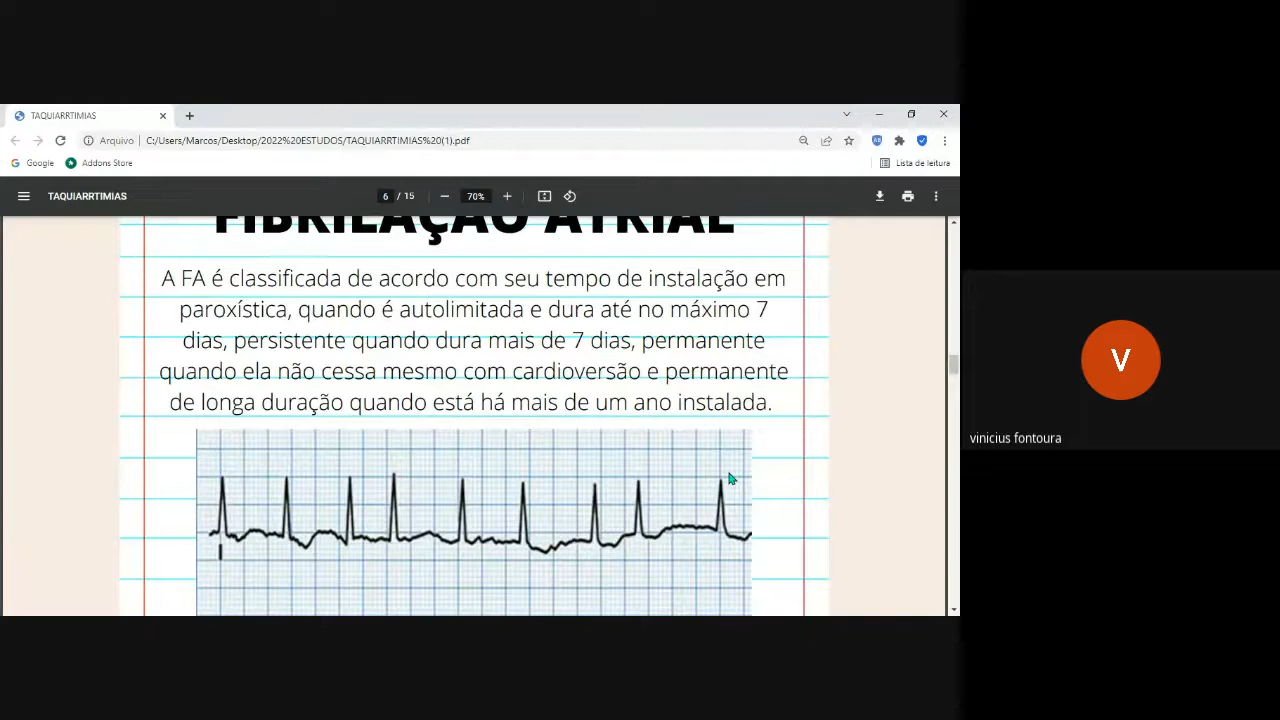 TAQUIARRTIMIAS
Arquivo C:/Users/Marcos/Desktop/2022%20ESTUDOS/TAQUIARRTIMIAS%20(1).pdf
Google Addons Store Lista de leitura
TAQUIARRTIMIAS 6 / 15 70%
FIBRILAÇÃO ATRIAL
A FA é classificada de acordo com seu tempo de instalação em
paroxística, quando é autolimitada e dura até no máximo 7
dias, persistente quando dura mais de 7 dias, permanente
quando ela não cessa mesmo com cardioversão e permanente
de longa duração quando está há mais de um ano instalada.
I
V
vinicius fontoura